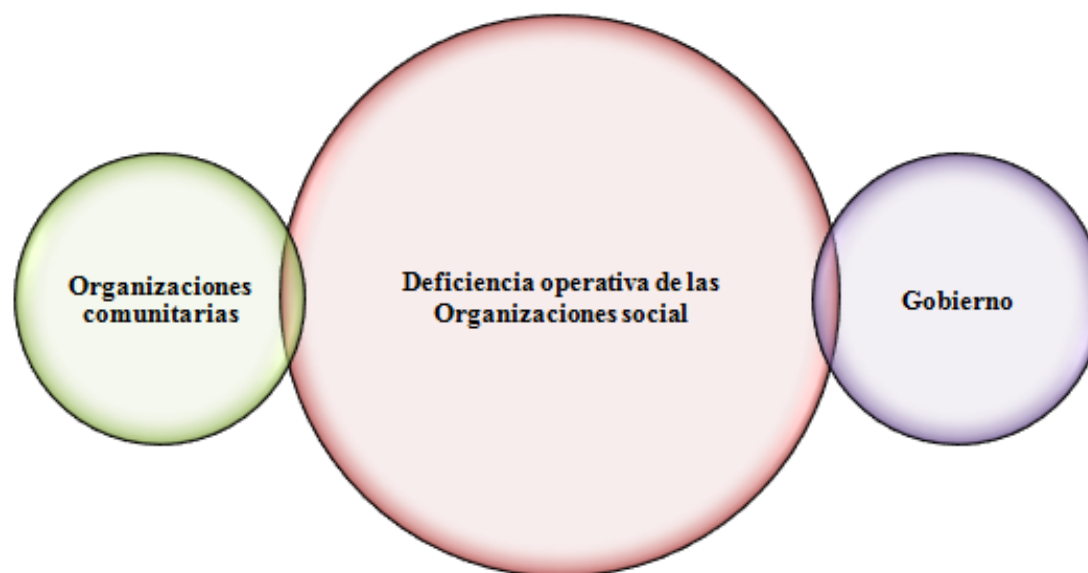 Organizaciones
comunitarias
Deficiencia operativa de las
Organizaciones social
Gobierno